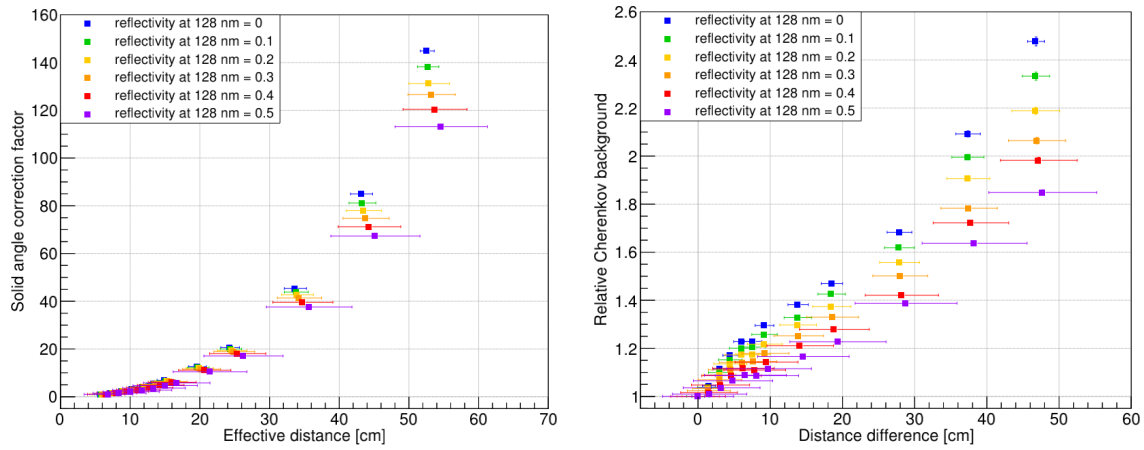 160
140
120
100
80
60
40
20
0
Solid angle correction factor
reflectivity at 128 nm = 0
reflectivity at 128 nm = 0.1
reflectivity at 128 nm = 0.2
reflectivity at 128 nm = 0.3
reflectivity at 128 nm = 0.4
reflectivity at 128 nm = 0.5
0 10 20 30 40 50 60 70
Effective distance [cm]
2.6
2.4
2.2
2
1.8
1.6
1.4
1.2
1
Relative Cherenkov background
reflectivity at 128 nm = 0
reflectivity at 128 nm = 0.1
reflectivity at 128 nm = 0.2
reflectivity at 128 nm = 0.3
reflectivity at 128 nm = 0.4
reflectivity at 128 nm = 0.5
0 10 20 30 40 50 60
Distance difference [cm]